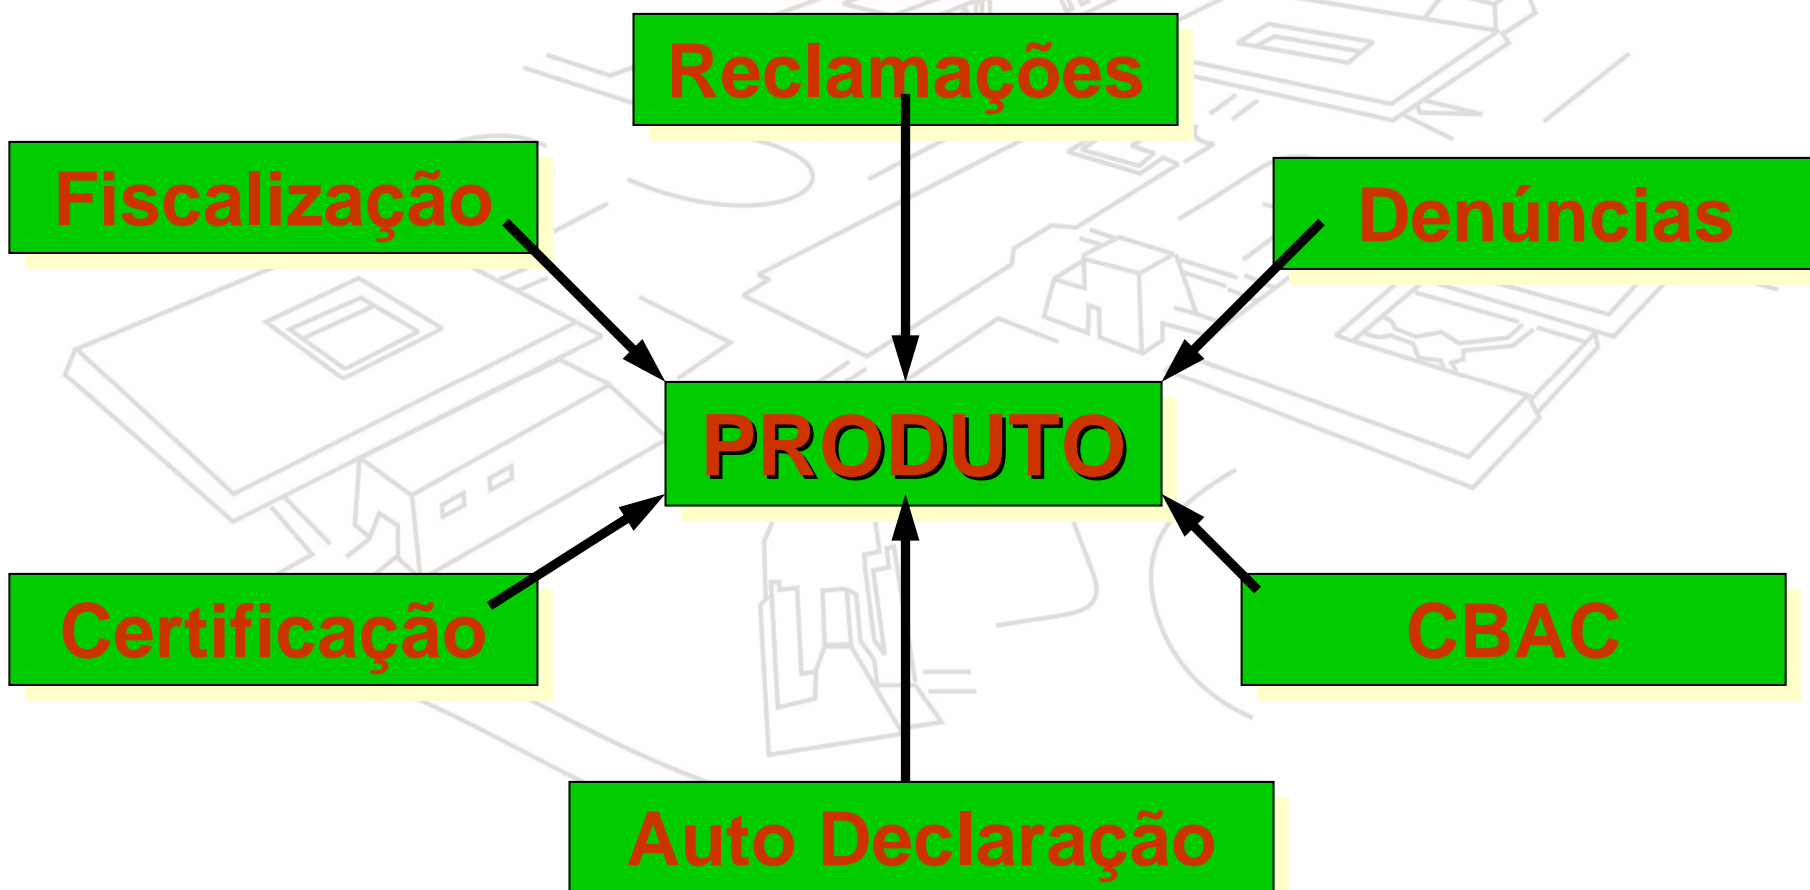 Reclamações
Fiscalização
Denúncias
PRODUTO
Certificação
CBAC
Auto Declaração